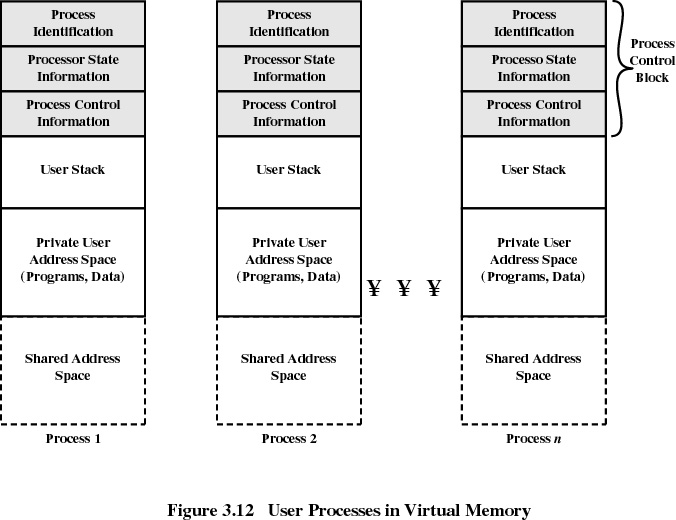 Process
Identification
Processor State
Information
Process Control
Information
User Stack
Private User
Address Space
(Programs, Data)
Shared Address
Space
Process 1
Process
Identification
Processor State
Information
Process Control
Information
User Stack
Private User
Address Space
(Programs, Data)
Shared Address
Space
Process 2
¥ ¥ ¥
Process
Identification
Processo State
Information
Process Control
Information
User Stack
Private User
Address Space
(Programs, Data)
Shared Address
Space
Process n
Process
Control
Block
Figure 3.12 User Processes in Virtual Memory